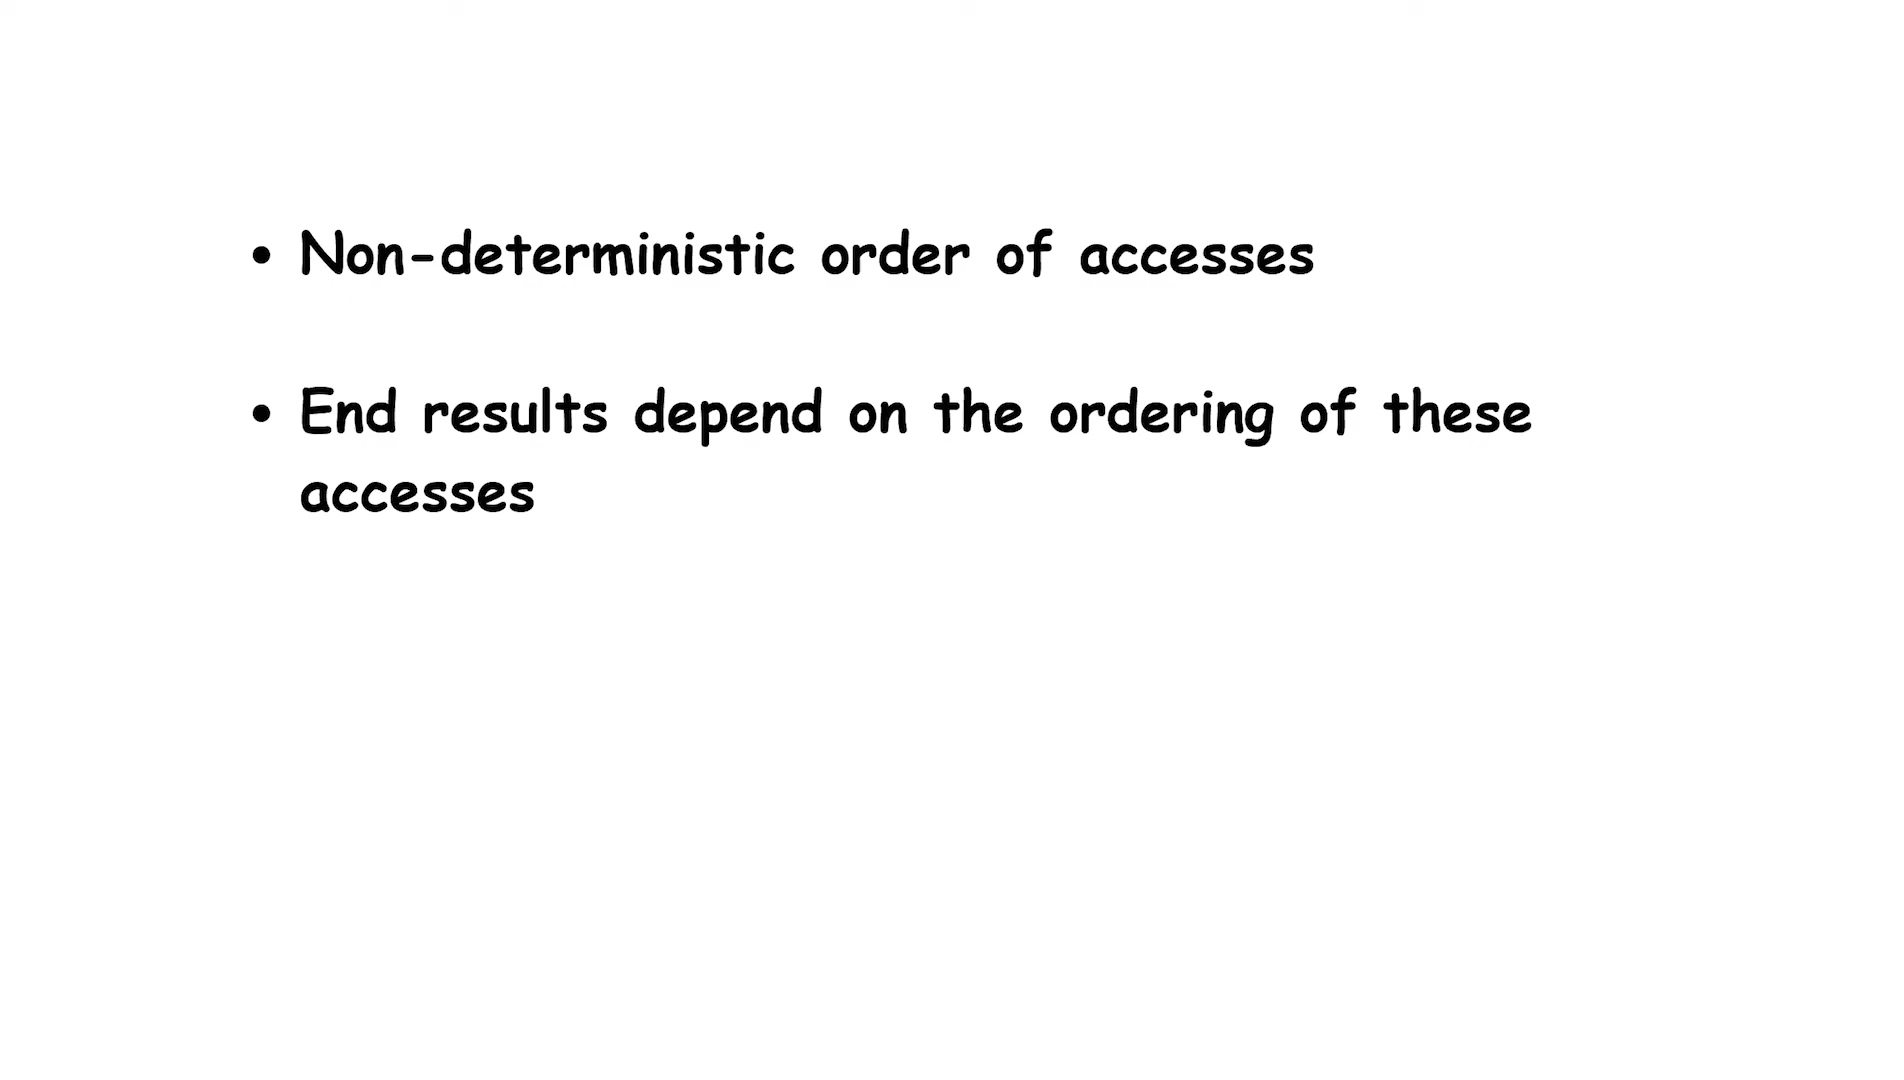 • Non-deterministic order of accesses
• End results depend on the ordering of these
accesses